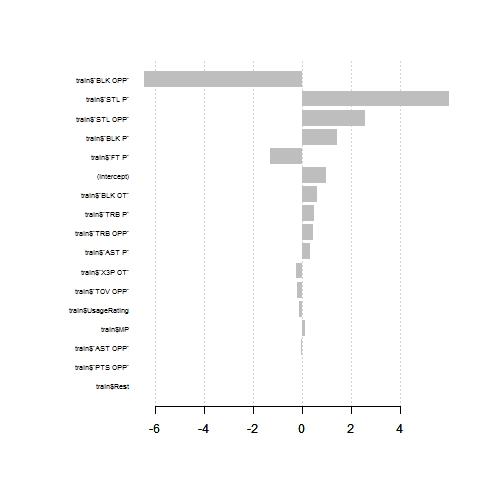 train$`BLK OPP`
train$`STL P`
train$`STL OPP`
train$`BLK P`
train$`FT P`
(Intercept)
train$`BLK OT`
train$`TRB P`
train$`TRB OPP`
train$`AST P`
train$`X3P OT`
train$`TOV OPP`
train$UsageRating
train$MP
train$`AST OPP`
train$`PTS OPP`
train$Rest
-6 -4 -2 0 2 4